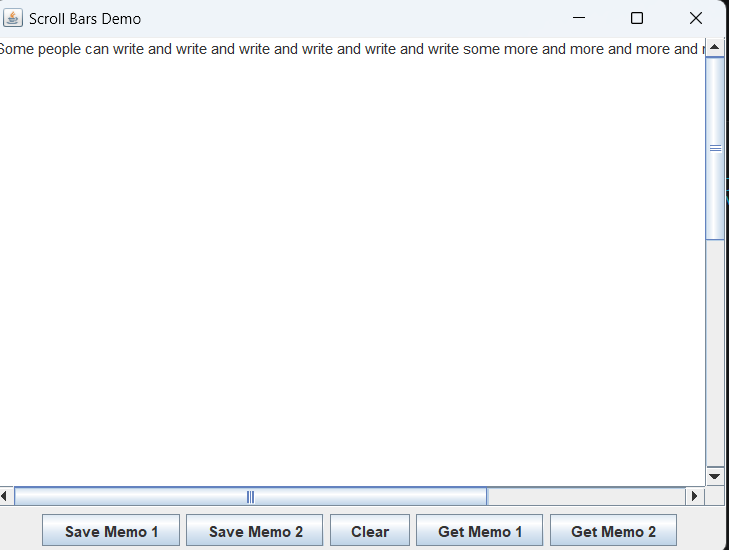 Scroll Bars Demo
Some people can write and write and write and write and write and write some more and more and more and
Save Memo 1
Save Memo 2
Clear
Get Memo 1
Get Memo 2